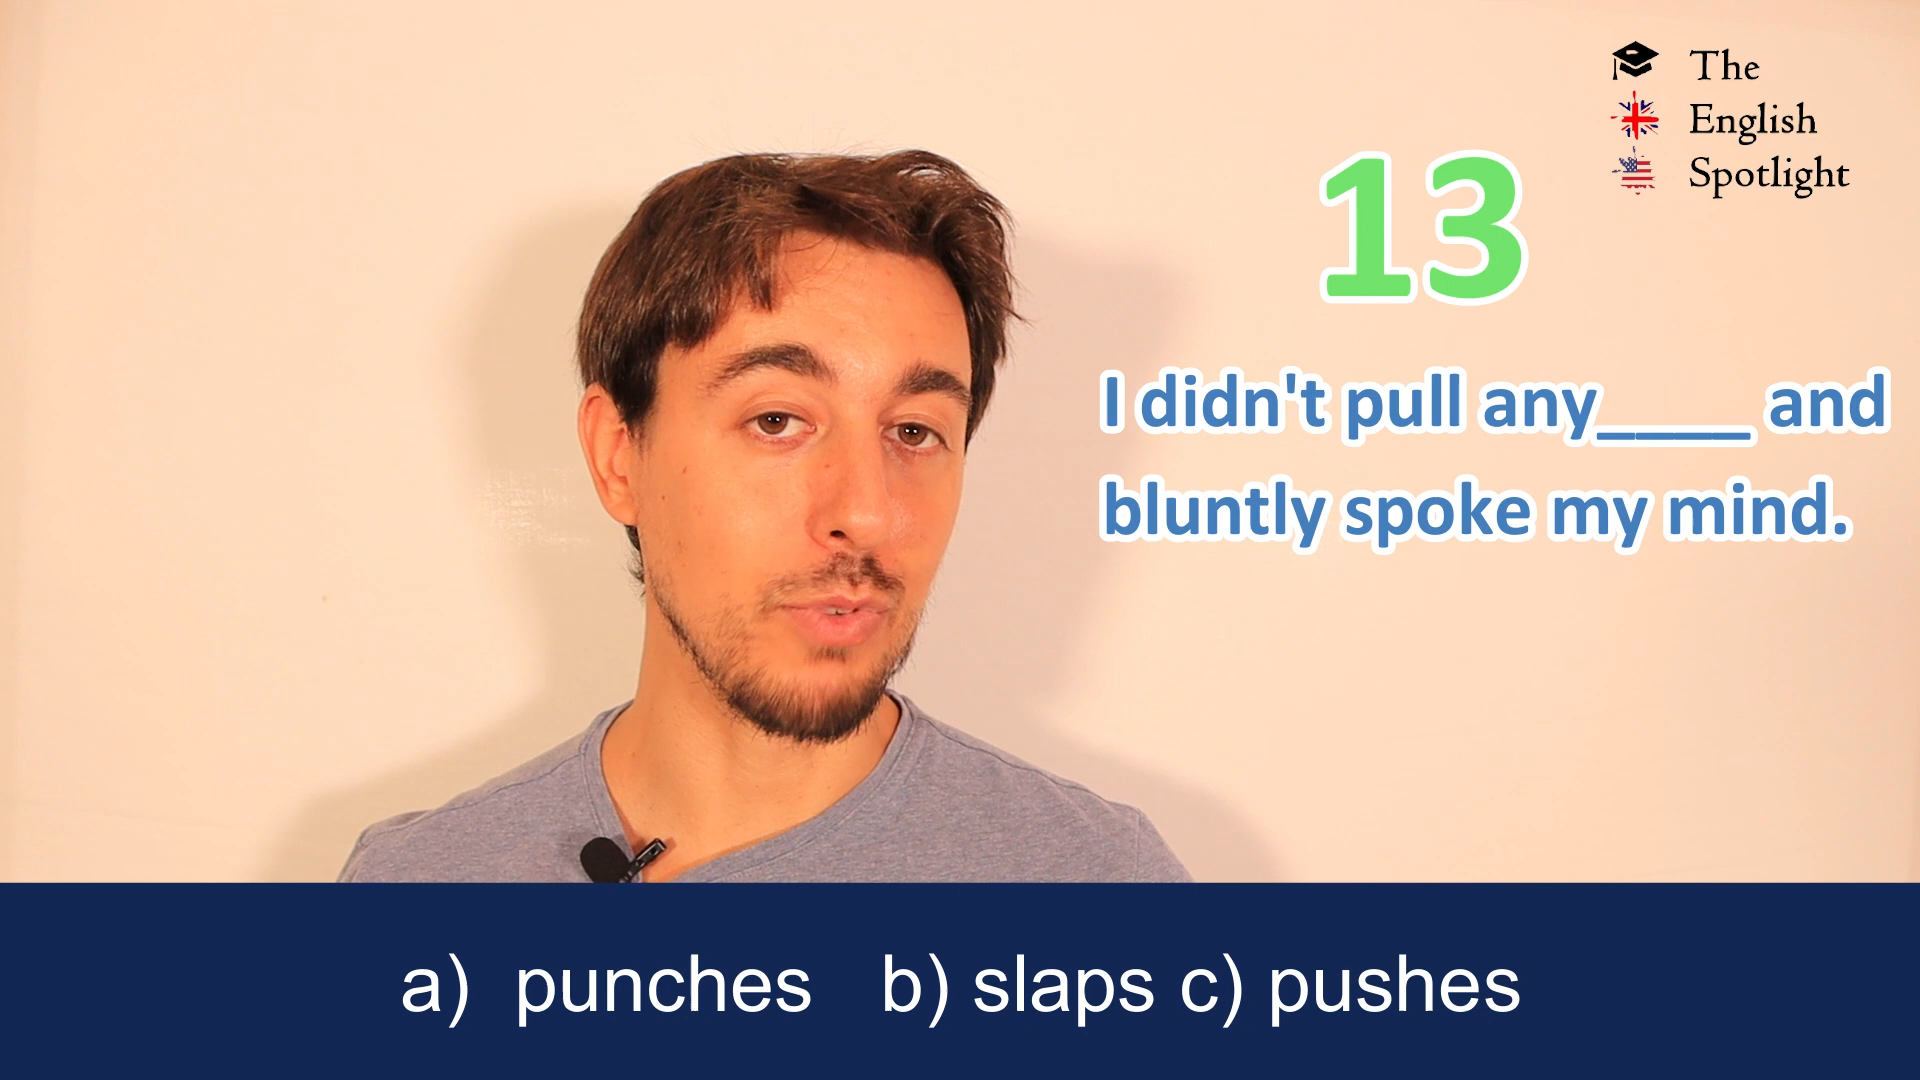 The
English
Spotlight
13
I didn't pull any____ and
bluntly spoke my mind.
a) punches b) slaps c) pushes